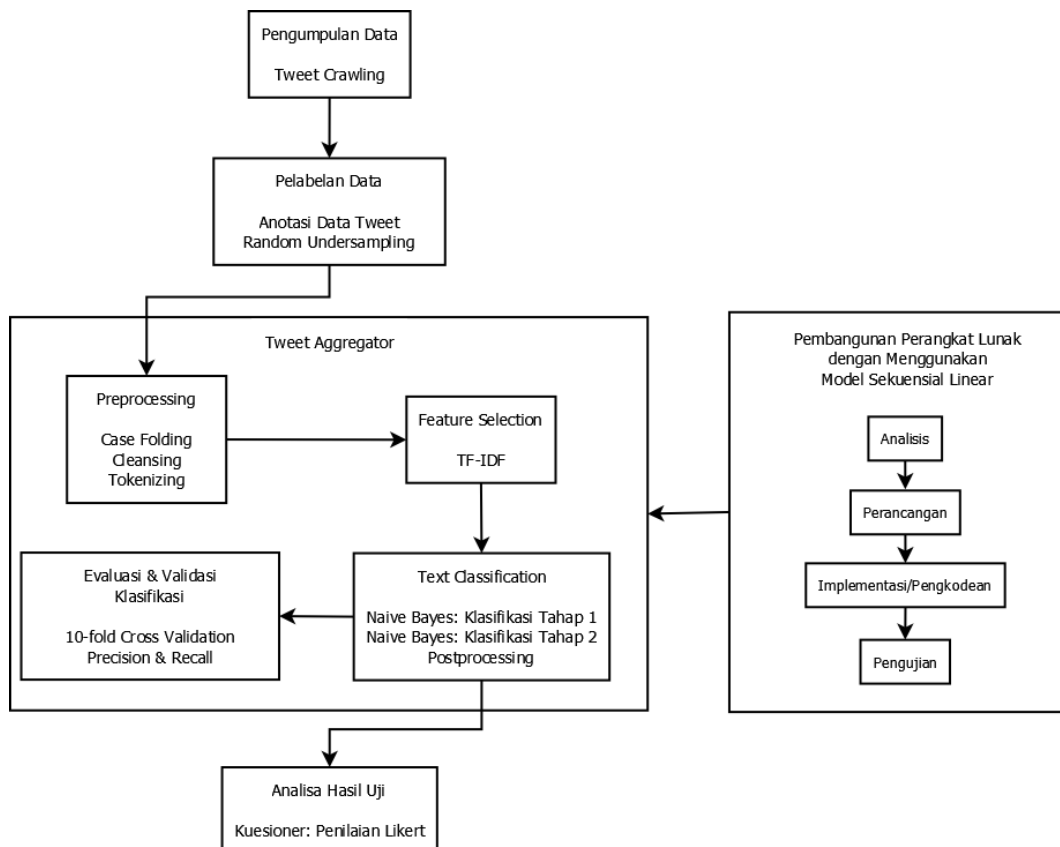 Pengumpulan Data
Tweet Crawling
Pelabelan Data
Anotasi Data Tweet
Random Undersampling
Tweet Aggregator
Preprocessing
Case Folding
Cleansing
Tokenizing
Feature Selection
TF-IDF
Text Classification
Naive Bayes: Klasifikasi Tahap 1
Naive Bayes: Klasifikasi Tahap 2
Postprocessing
Evaluasi & Validasi
Klasifikasi
10-fold Cross Validation
Precision & Recall
Analisa Hasil Uji
Kuesioner: Penilaian Likert
Pembangunan Perangkat Lunak
dengan Menggunakan
Model Sekuensial Linear
Analisis
Perancangan
Implementasi/Pengkodean
Pengujian